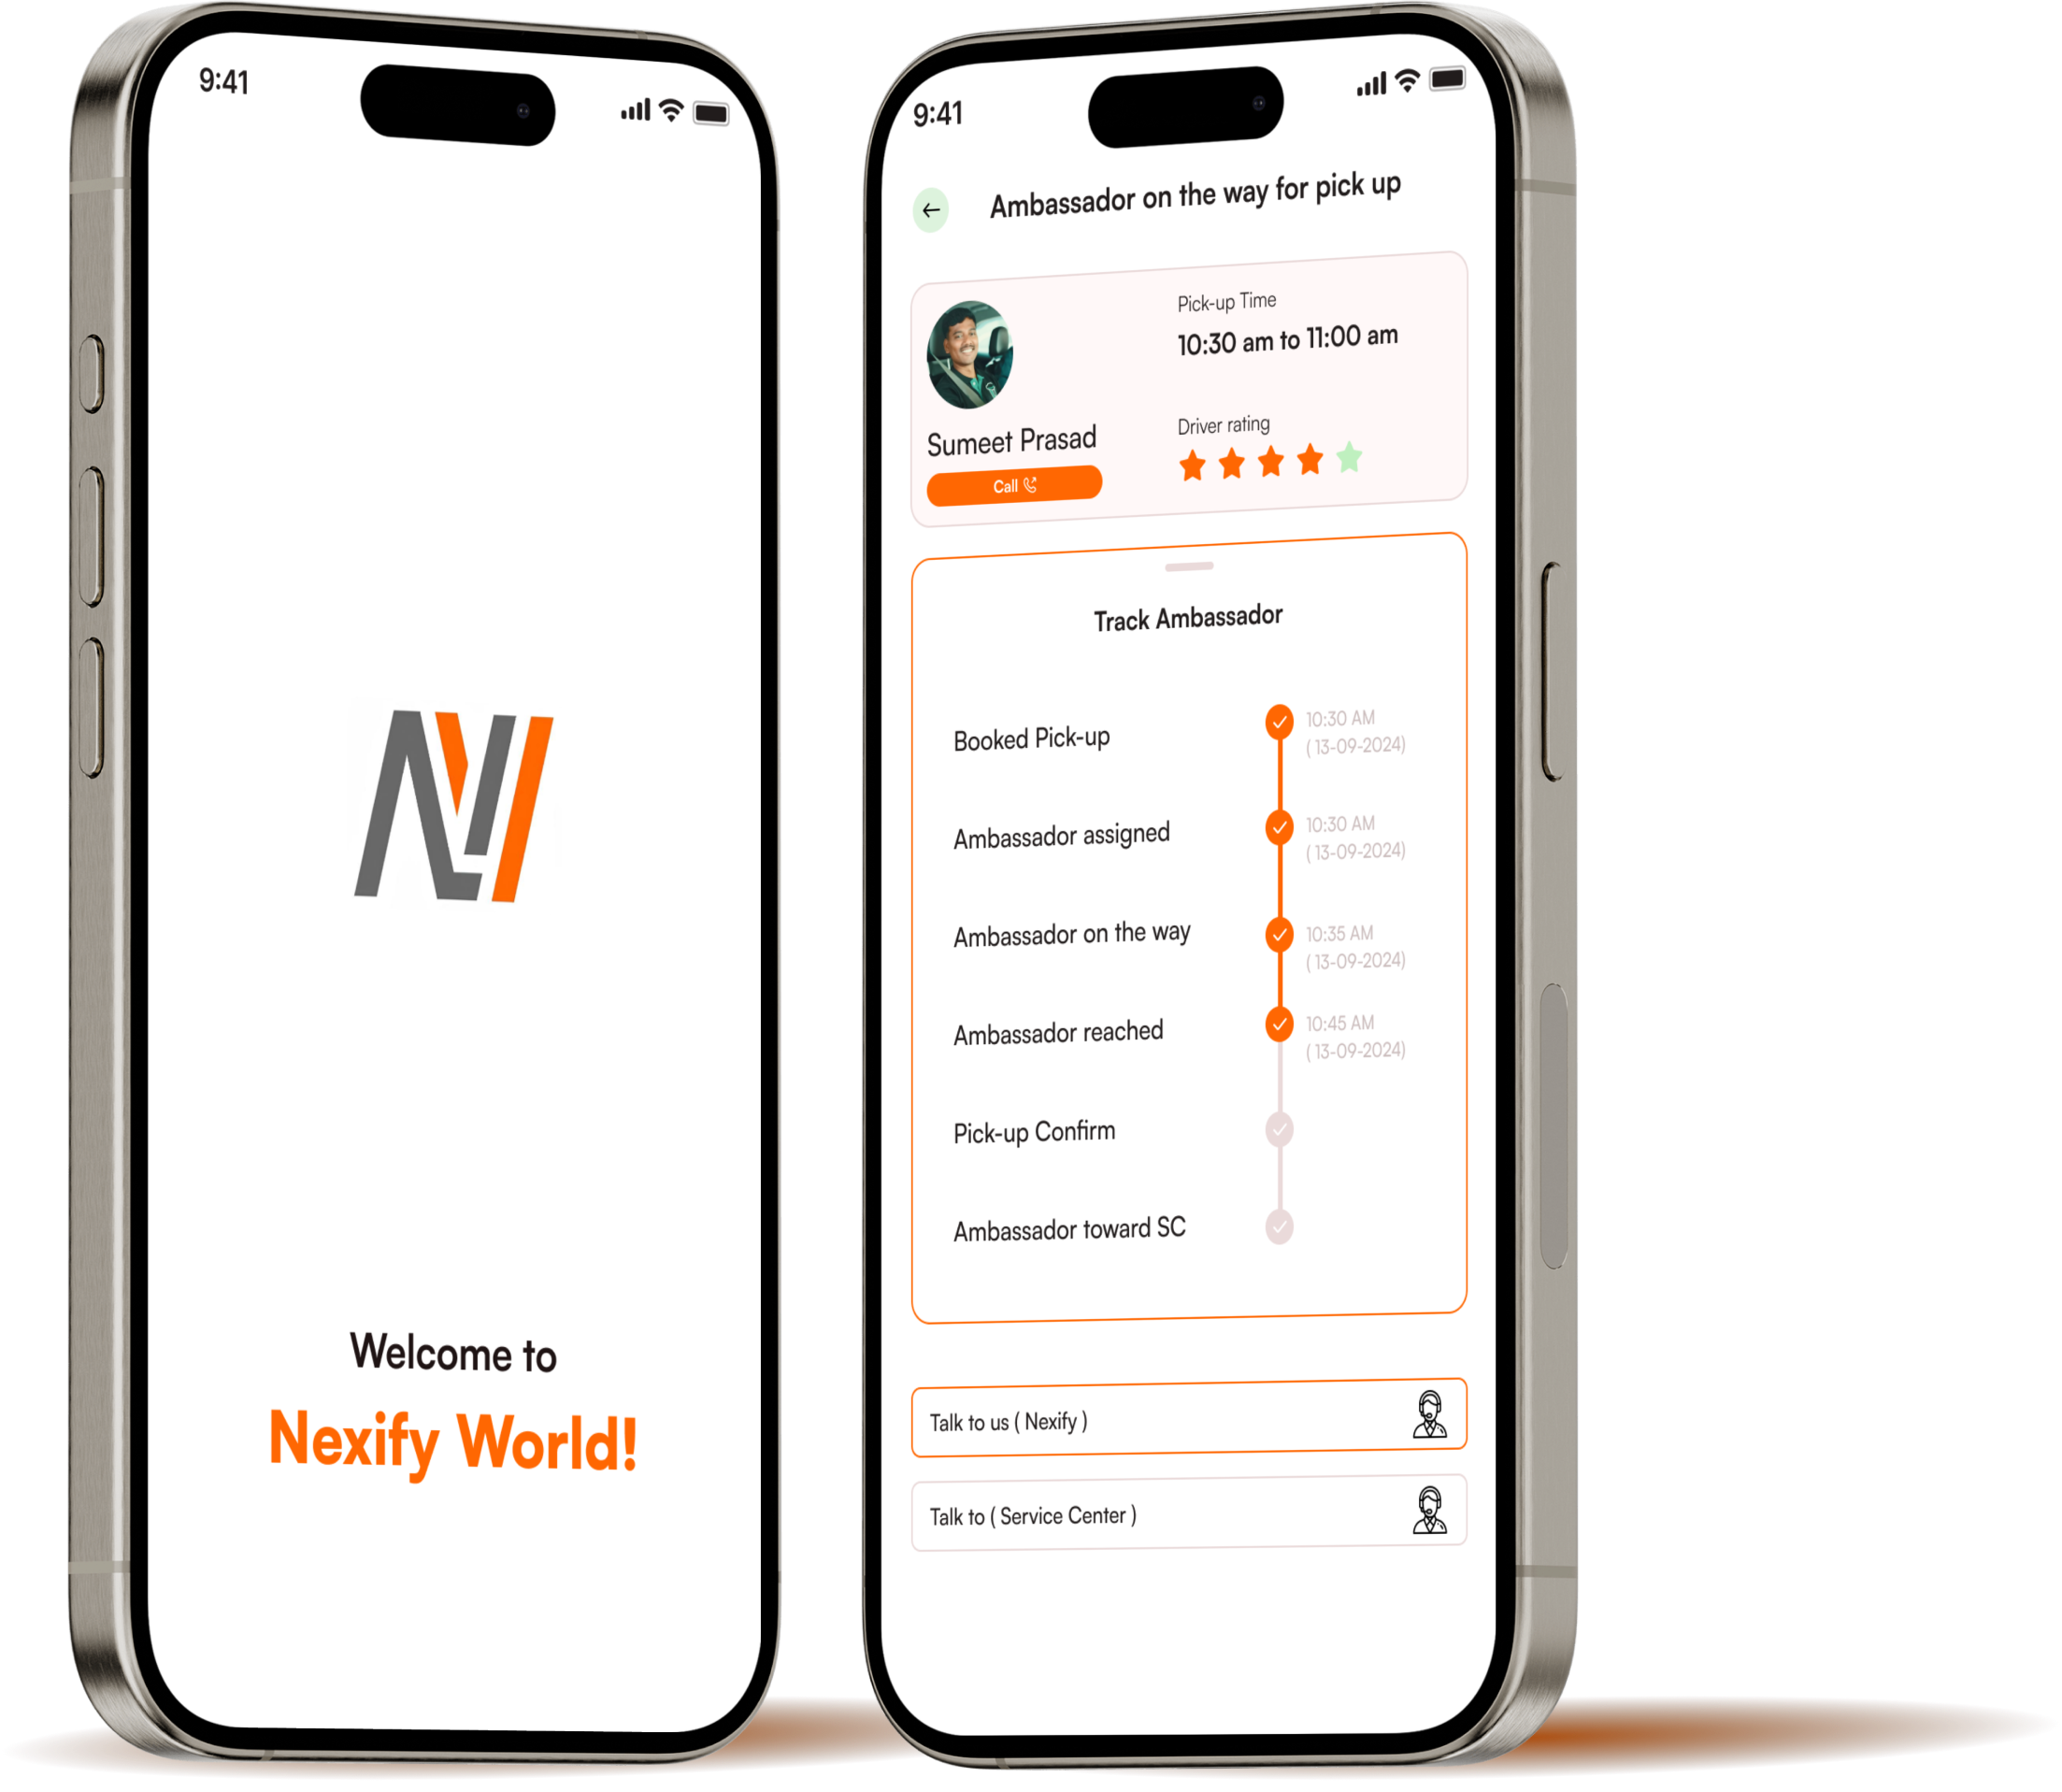 9:41
Welcome to
Nexify World!
9:41
Ambassador on the way for pick up
Pick-up Time
10:30 am to 11:00 am
Sumeet Prasad
Call
Driver rating
Track Ambassador
Booked Pick-up
10:30 AM
( 13-09-2024)
Ambassador assigned
10:30 AM
( 13-09-2024)
Ambassador on the way
10:35 AM
( 13-09-2024)
Ambassador reached
10:45 AM
( 13-09-2024)
Pick-up Confirm
Ambassador toward SC
Talk to us ( Nexify )
Talk to ( Service Center )